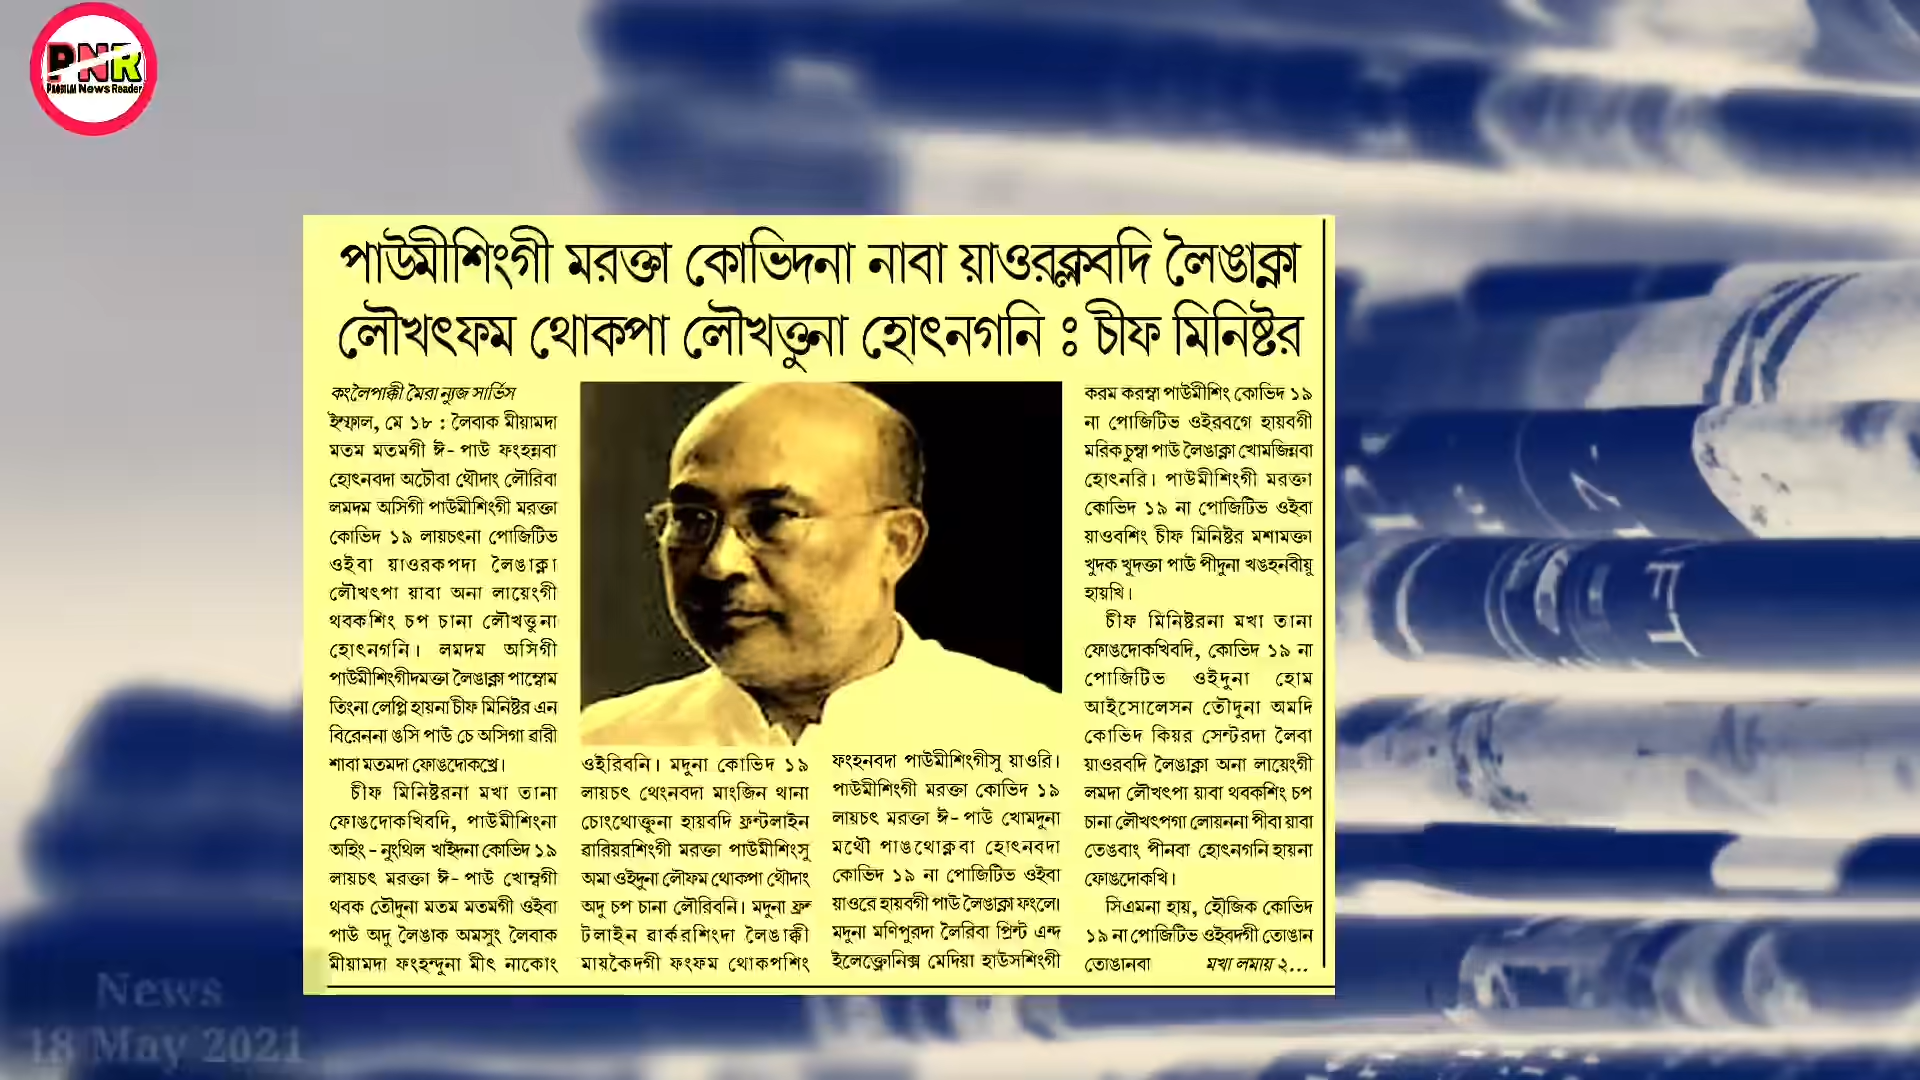 PNR
PAOBILAI News Reader
পাউমীশিংগী মরক্তা কোভিদনা নাবা য়াওরক্লবদি লৈঙাক্না
লৌখৎফম থোকপা লৌখত্তুনা হোৎনগনি ঃ চীফ মিনিষ্টর
কংলৈপাক্কী মৈরা ন্যুজ সার্ভিস
ইম্ফাল, মে ১৮ : লৈবাক মীয়ামদা
মতম মতমগী ঈ- পাউ ফংহন্নবা
হোৎনবদা অচৌবা থৌদাং লৌরিবা
লমদম অসিগী পাউমীশিংগী মরক্তা
কোভিদ ১৯ লায়চৎনা পোজিটিভ
ওইবা য়াওরকপদা লৈঙাক্না
লৌখৎপা য়াবা অনা লায়েংগী
থবকশিং চপ চানা লৌখত্তুনা
হোৎনগনি। লমদম অসিগী
পাউমীশিংগীদমক্তা লৈঙাক্না পাম্বোম
তিংনা লেপ্লি হায়না চীফ মিনিষ্টর এন
বিরেননা ঙসি পাউ চে অসিগা ৱারী
শাবা মতমদা ফোঙদোকখ্রে।
চীফ মিনিষ্টরনা মখা তানা
ফোঙদোকখিবদি, পাউমীশিংনা
অহিং - নুংথিল খাইদনা কোভিদ ১৯
লায়চৎ মরক্তা ঈ- পাউ খোম্বগী
থবক তৌদুনা মতম মতমগী ওইবা
পাউ অদু লৈঙাক অমসুং লৈবাক
মীয়ামদা ফংহন্দুনা মীৎ নাকোং
ওইরিবনি। মদুনা কোভিদ ১৯
লায়চৎ থেংনবদা মাংজিন থানা
চোংথোক্তুনা হায়বদি ফ্রন্টলাইন
ৱারিয়রশিংগী মরক্তা পাউমীশিংসু
অমা ওইদুনা লৌফম থোকপা থৌদাং
অদু চপ চানা লৌরিবনি। মদুনা ফ্রন্ট
টলাইন ৱার্করশিংদা লৈঙাক্কী
মায়কৈদগী ফংফম থোকপশিং
ফংহনবদা পাউমীশিংগীসু য়াওরি।
পাউমীশিংগী মরক্তা কোভিদ ১৯
লায়চৎ মরক্তা ঈ- পাউ খোমদুনা
মথৌ পাঙথোক্লবা হোৎনবদা
কোভিদ ১৯ না পোজিটিভ ওইবা
য়াওরে হায়বগী পাউ লৈঙাক্না ফংলে।
মদুনা মণিপুরদা লৈরিবা প্রিন্ট এন্দ
ইলেক্ত্রোনিক্স মেদিয়া হাউসশিংগী
করম করম্বা পাউমীশিং কোভিদ ১৯
না পোজিটিভ ওইরবগে হায়বগী
মরিক চুম্বা পাউ লৈঙাক্না খোমজিন্নবা
হোৎনরি। পাউমীশিংগী মরক্তা
কোভিদ ১৯ না পোজিটিভ ওইবা
য়াওবশিং চীফ মিনিষ্টর মশামক্তা
খুদক খুদক্তা পাউ পীদুনা খঙহনবীয়ু
হায়খি।
চীফ মিনিষ্টরনা মখা তানা
ফোঙদোকখিবদি, কোভিদ ১৯ না
পোজিটিভ ওইদুনা হোম
আইসোলেসন তৌদুনা অমদি
কোভিদ কিয়র সেন্টরদা লৈবা
য়াওরবদি লৈঙাক্না অনা লায়েংগী
লমদা লৌখৎপা য়াবা থবকশিং চপ
চানা লৌখৎপগা লোয়ননা পীবা য়াবা
তেঙবাং পীনবা হোৎনগনি হায়না
ফোঙদোকখি।
সিএমনা হায়, হৌজিক কোভিদ
১৯ না পোজিটিভ ওইবদগী তোঙান
তোঙানবা মখা লমায় ২...
News
18 May 2021